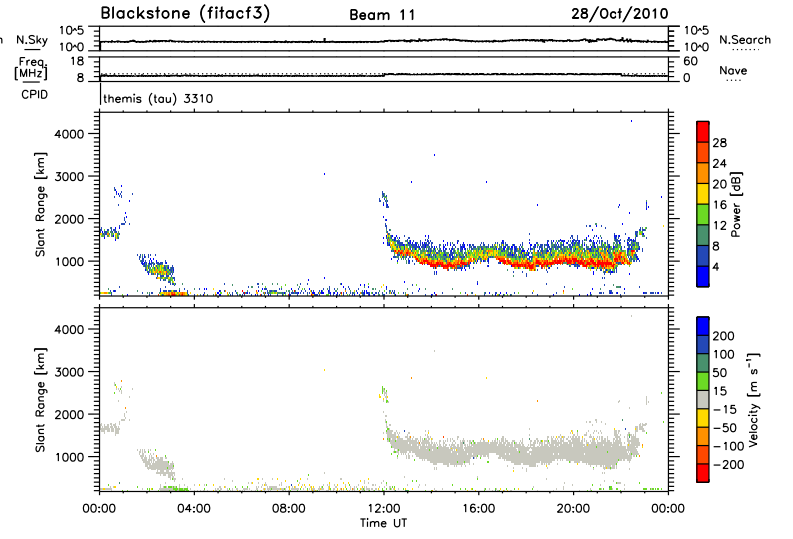 Blackstone (fitacf3) Beam 11 28/Oct/2010
n N.Sky 10^5 10^0 10^5 10^0 N.Search
Freq. [MHz] 18 8 60 0 Nave
CPID themis (tau) 3310
Slant Range [km] 4000 3000 2000 1000
28 24 20 16 12 8 4 Power [dB]
Slant Range [km] 4000 3000 2000 1000
200 100 50 15 −15 −50 −100 −200 Velocity [m s⁻¹]
00:00 04:00 08:00 12:00 16:00 20:00 00:00
Time UT